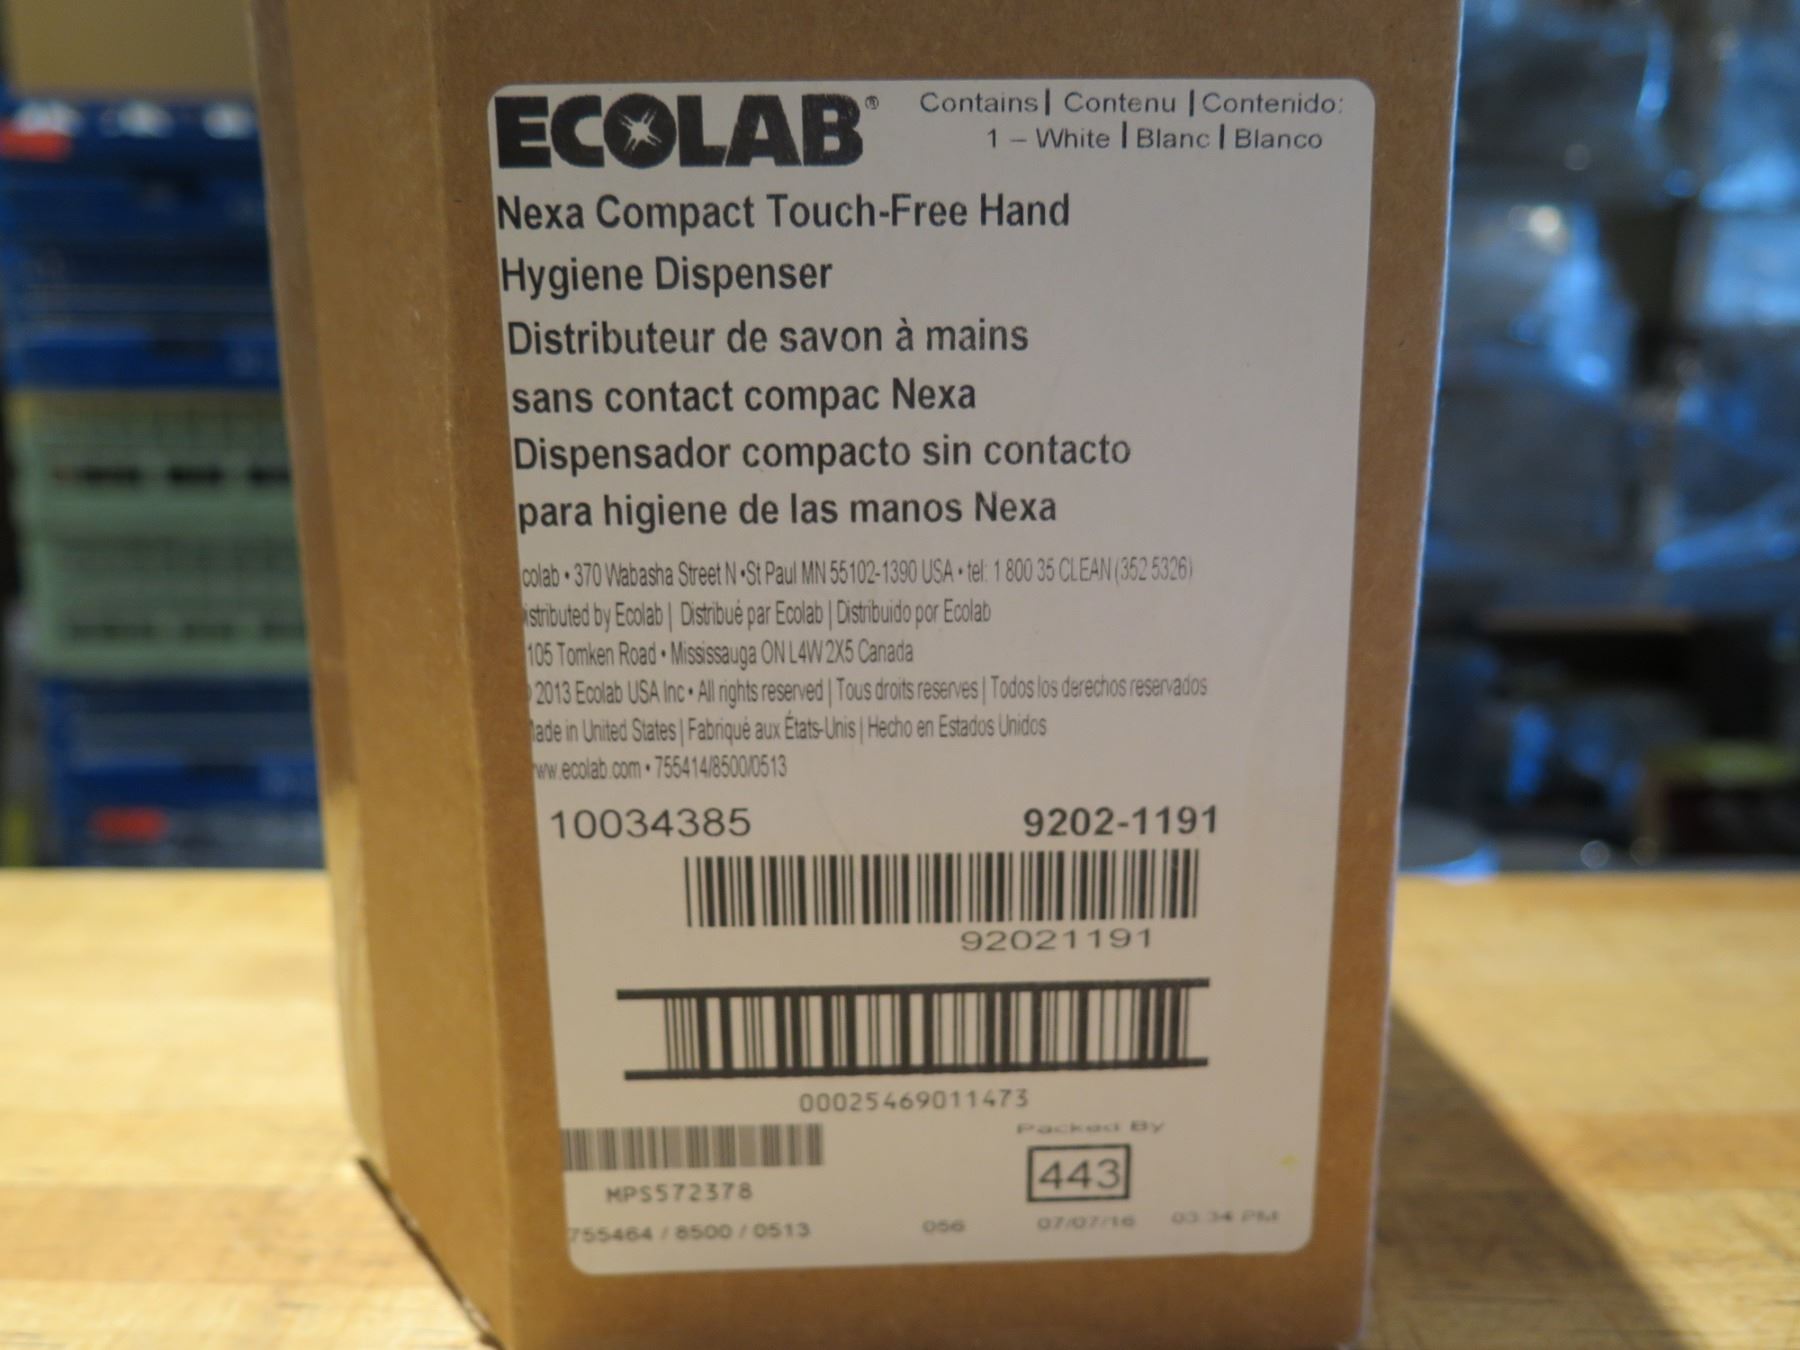 ECOLAB®
Contains | Contenu | Contenido:
1 – White | Blanc | Blanco
Nexa Compact Touch-Free Hand
Hygiene Dispenser
Distributeur de savon à mains
sans contact compac Nexa
Dispensador compacto sin contacto
para higiene de las manos Nexa
colab • 370 Wabasha Street N • St Paul MN 55102-1390 USA • tel: 1 800 35 CLEAN (352 5326)
istributed by Ecolab | Distribué par Ecolab | Distribuido por Ecolab
105 Tomken Road • Mississauga ON L4W 2X5 Canada
2013 Ecolab USA Inc • All rights reserved | Tous droits reserves | Todos los derechos reservados
ade in United States | Fabriqué aux États-Unis | Hecho en Estados Unidos
ww.ecolab.com • 755414/8500/0513
10034385 9202-1191
92021191
00025469011473
Packed By
443
MPS572378
755464 / 8500 / 0513 056 07/07/16 03:34 PM